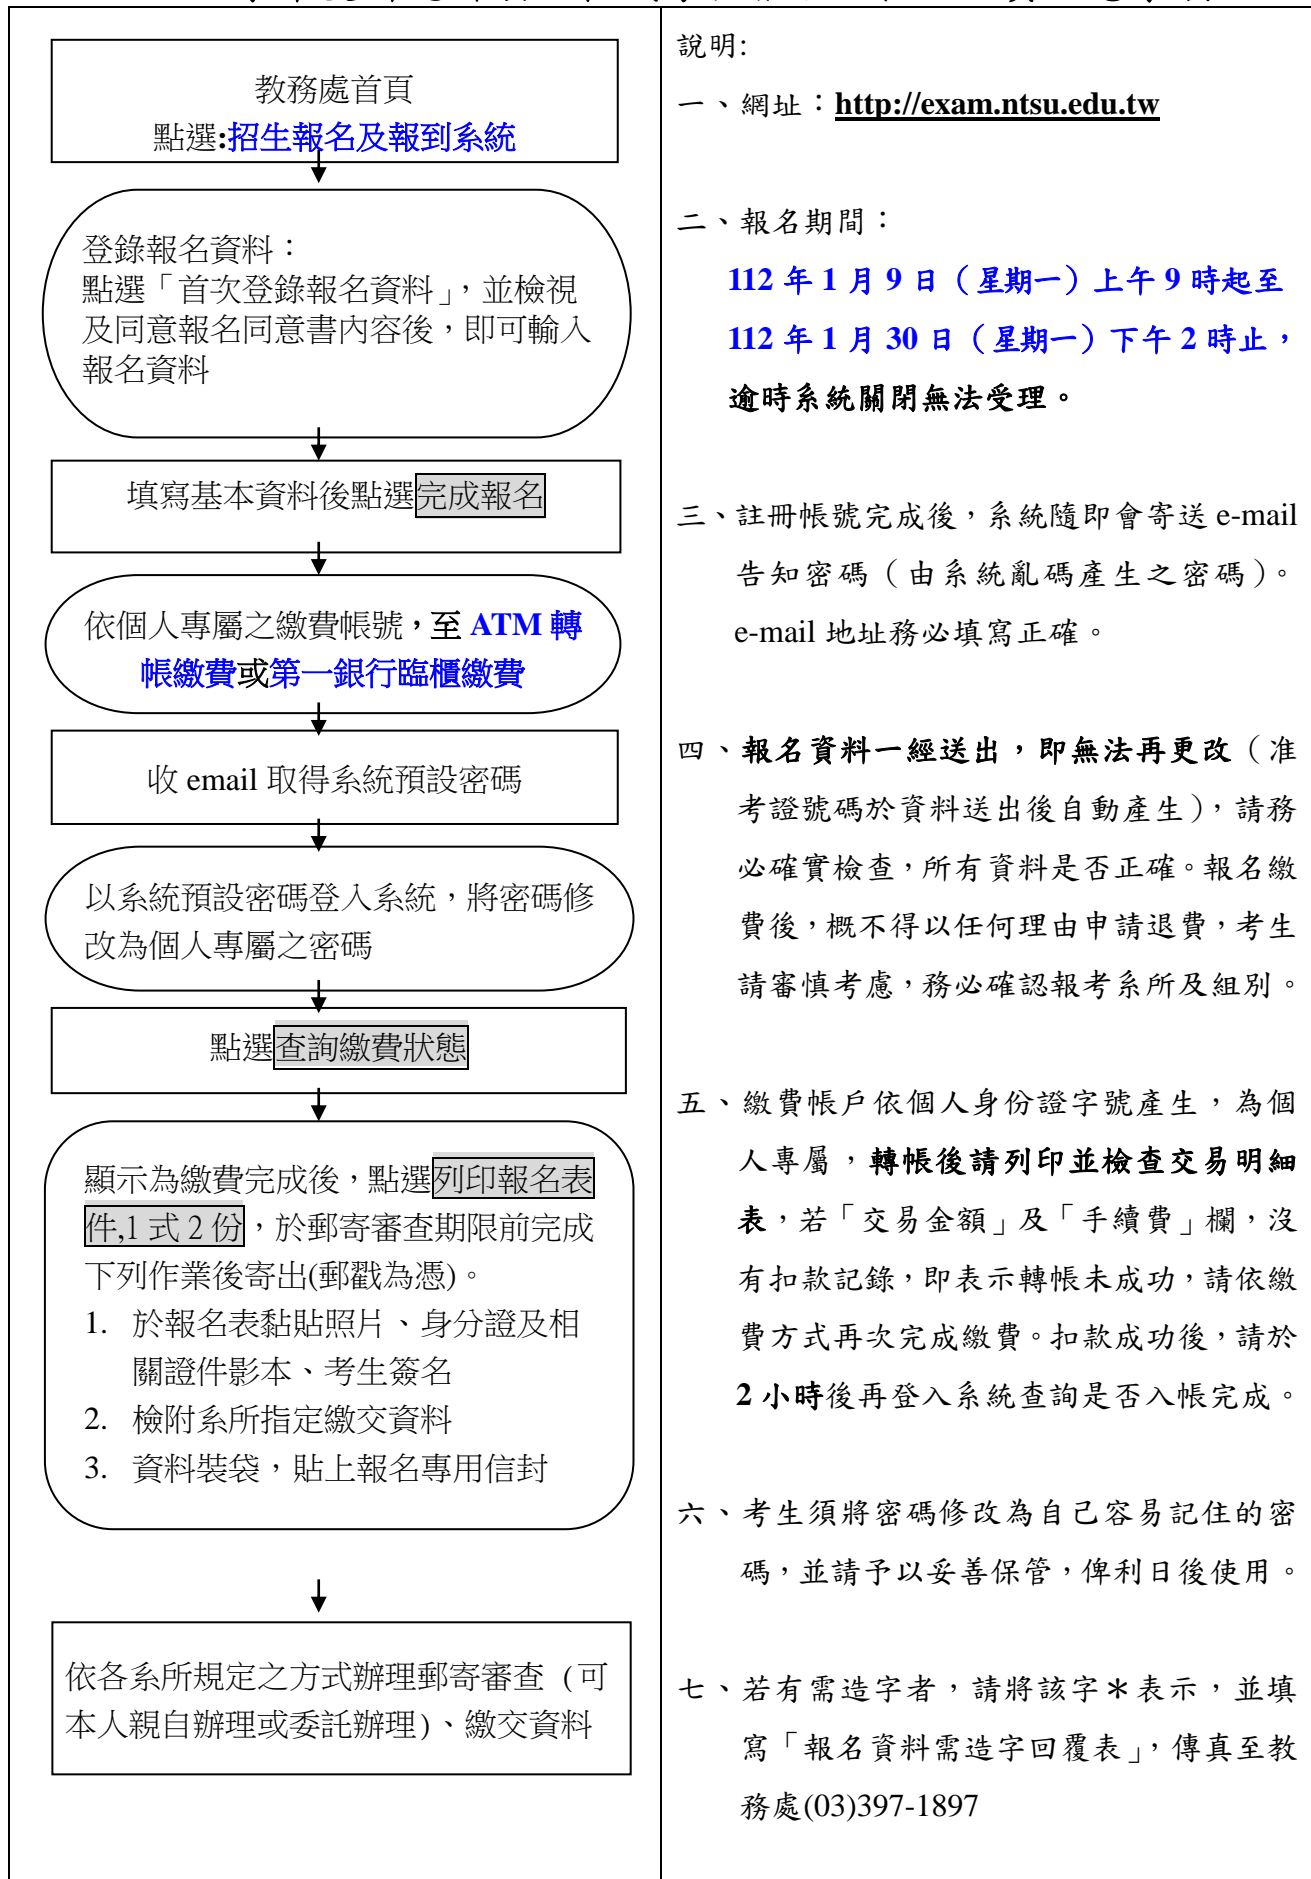 教務處首頁
點選:招生報名及報到系統
登錄報名資料：
點選「首次登錄報名資料」，並檢視
及同意報名同意書內容後，即可輸入
報名資料
填寫基本資料後點選完成報名
依個人專屬之繳費帳號，至 ATM 轉
帳繳費或第一銀行臨櫃繳費
收 email 取得系統預設密碼
以系統預設密碼登入系統，將密碼修
改為個人專屬之密碼
點選查詢繳費狀態
顯示為繳費完成後，點選列印報名表
件,1 式 2 份，於郵寄審查期限前完成
下列作業後寄出(郵戳為憑)。
1. 於報名表黏貼照片、身分證及相
關證件影本、考生簽名
2. 檢附系所指定繳交資料
3. 資料裝袋，貼上報名專用信封
依各系所規定之方式辦理郵寄審查 (可
本人親自辦理或委託辦理)、繳交資料
說明:
一、網址：http://exam.ntsu.edu.tw
二、報名期間：
112 年 1 月 9 日（星期一）上午 9 時起至
112 年 1 月 30 日（星期一）下午 2 時止，
逾時系統關閉無法受理。
三、註冊帳號完成後，系統隨即會寄送 e-mail
告知密碼（由系統亂碼產生之密碼）。
e-mail 地址務必填寫正確。
四、報名資料一經送出，即無法再更改（准
考證號碼於資料送出後自動產生），請務
必確實檢查，所有資料是否正確。報名繳
費後，概不得以任何理由申請退費，考生
請審慎考慮，務必確認報考系所及組別。
五、繳費帳戶依個人身份證字號產生，為個
人專屬，轉帳後請列印並檢查交易明細
表，若「交易金額」及「手續費」欄，沒
有扣款記錄，即表示轉帳未成功，請依繳
費方式再次完成繳費。扣款成功後，請於
2 小時後再登入系統查詢是否入帳完成。
六、考生須將密碼修改為自己容易記住的密
碼，並請予以妥善保管，俾利日後使用。
七、若有需造字者，請將該字＊表示，並填
寫「報名資料需造字回覆表」，傳真至教
務處(03)397-1897